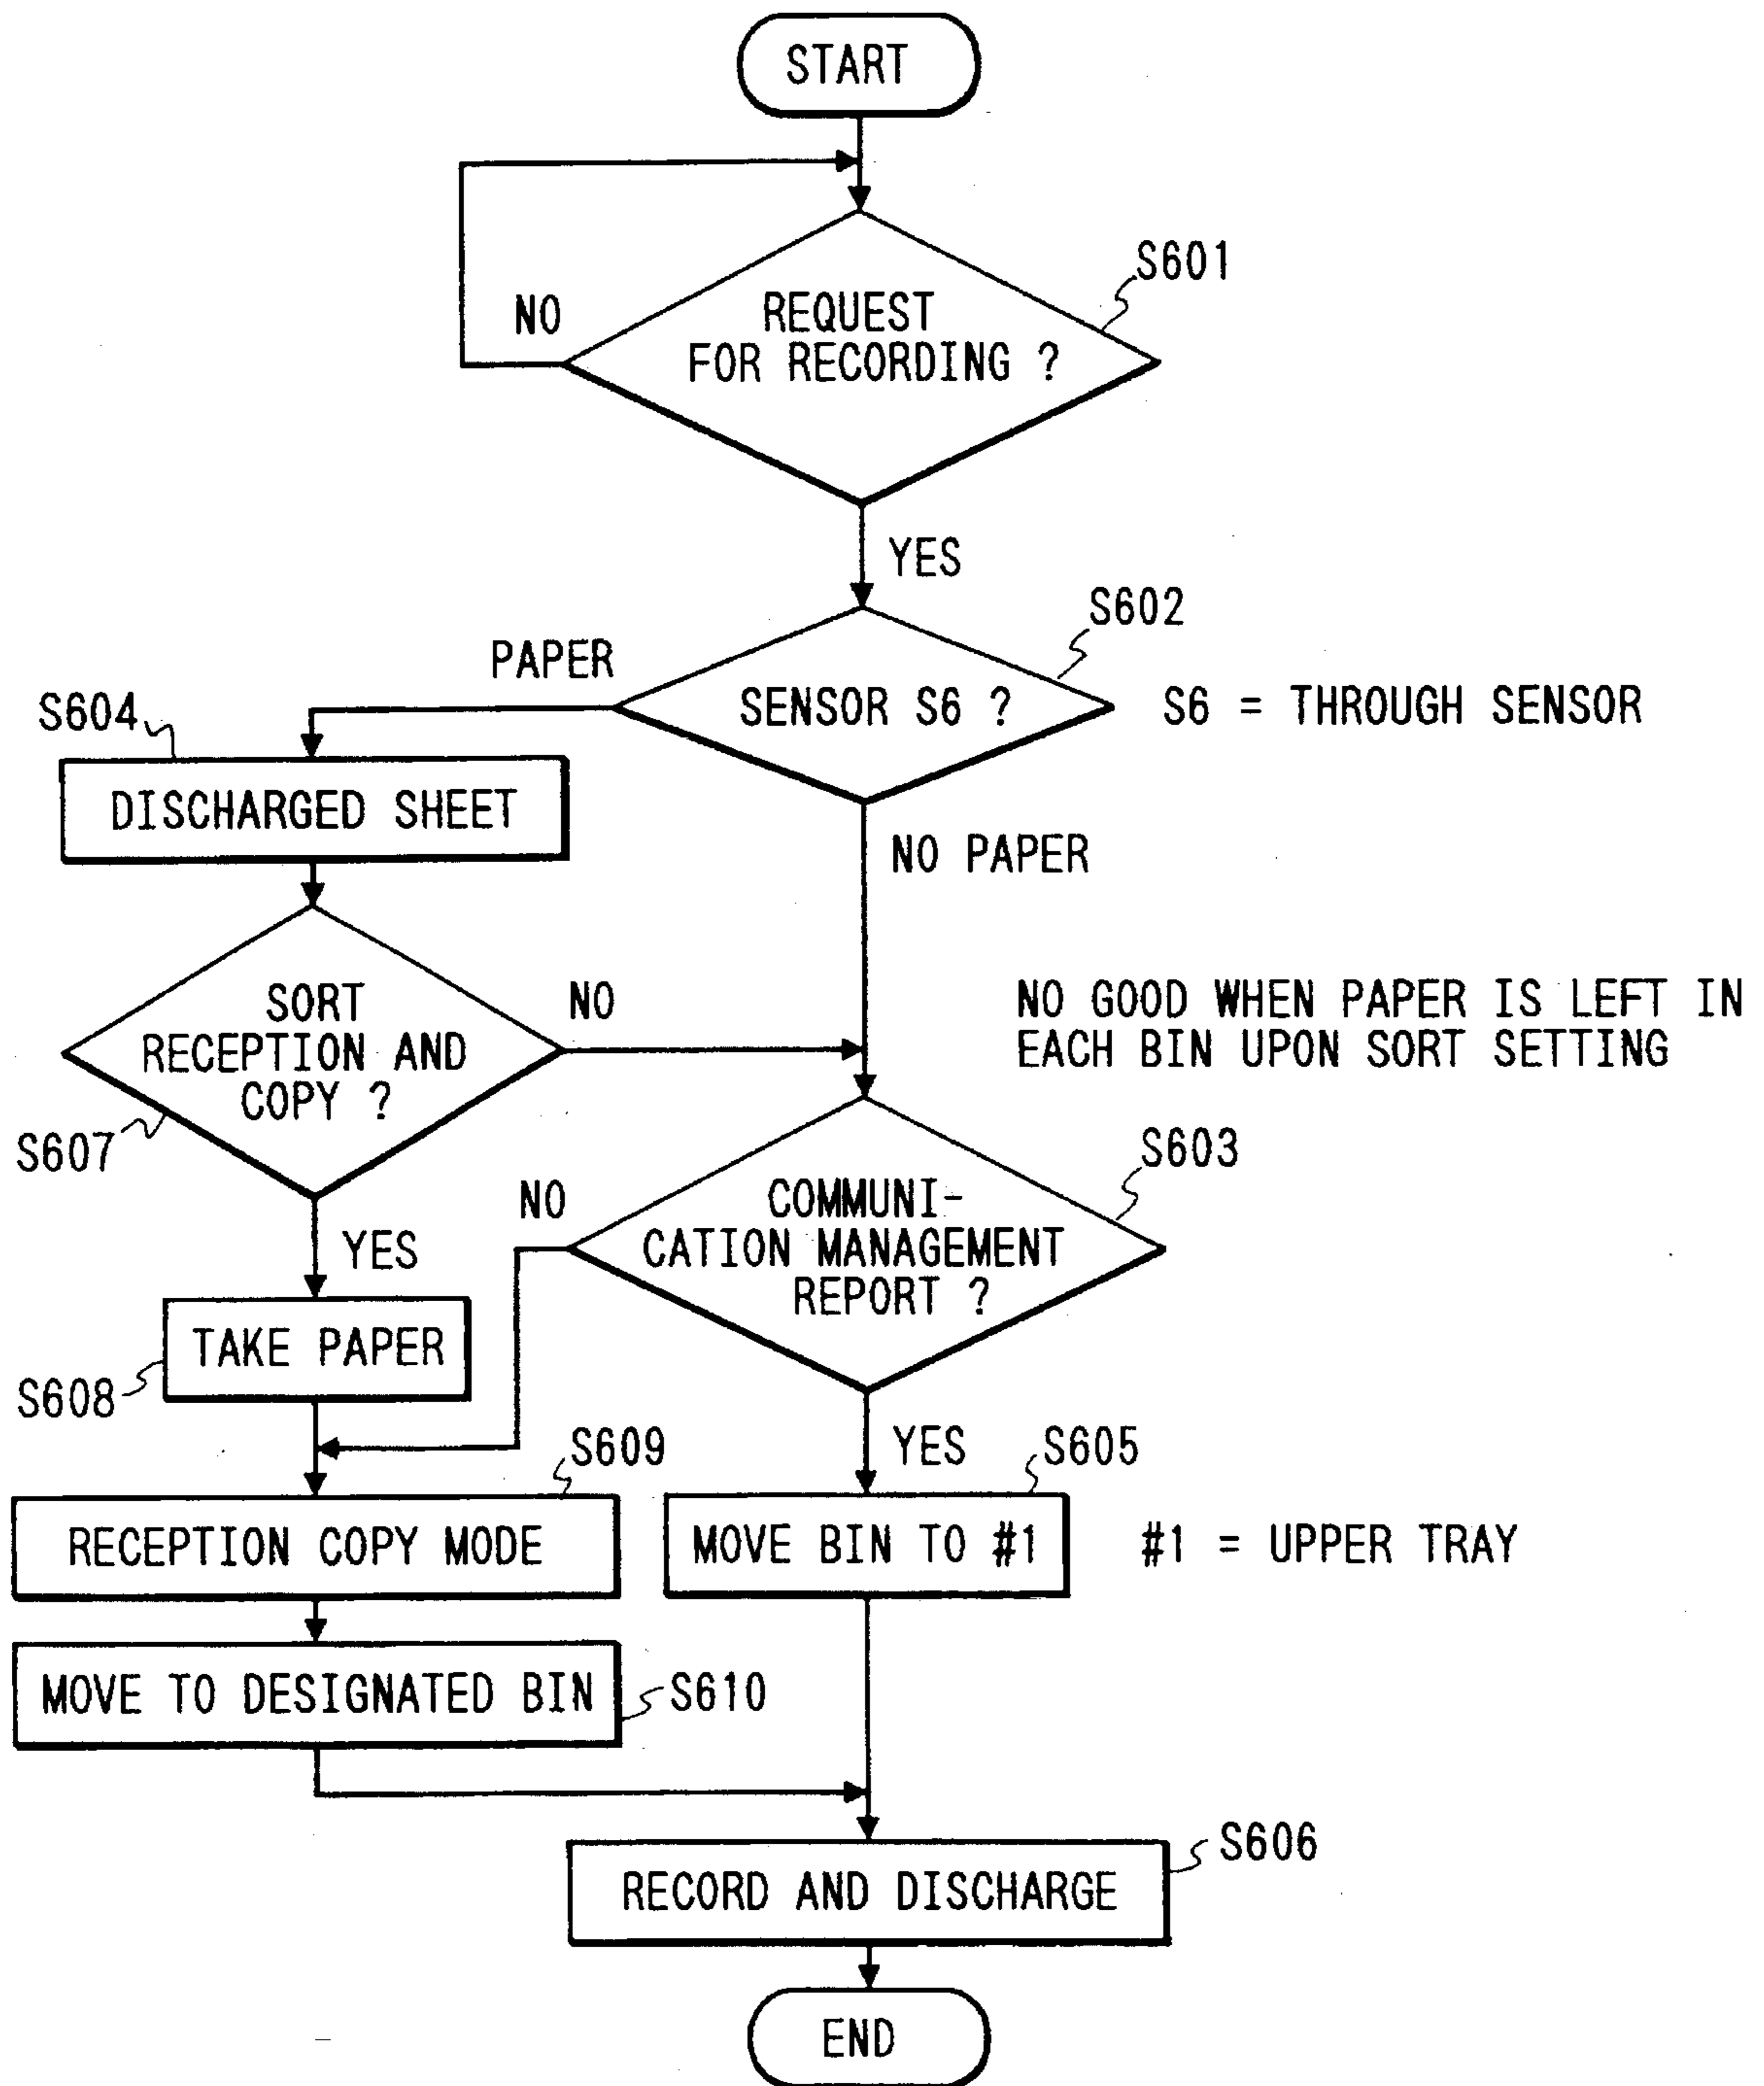 START
S601
NO
REQUEST
FOR RECORDING ?
YES
S602
PAPER
SENSOR S6 ?
S6 = THROUGH SENSOR
S604
DISCHARGED SHEET
NO PAPER
SORT
RECEPTION AND
COPY ?
NO
NO GOOD WHEN PAPER IS LEFT IN
EACH BIN UPON SORT SETTING
S607
S603
NO
COMMUNI-
CATION MANAGEMENT
REPORT ?
YES
TAKE PAPER
S608
S609
YES
S605
RECEPTION COPY MODE
MOVE BIN TO #1
#1 = UPPER TRAY
MOVE TO DESIGNATED BIN
S610
S606
RECORD AND DISCHARGE
END